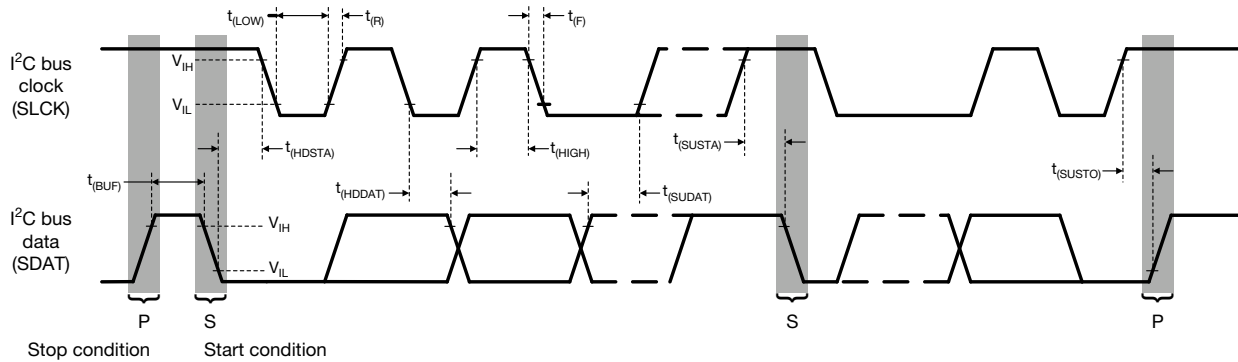 t(LOW)
t(R)
t(F)
I²C bus
clock
(SLCK)
VIH
VIL
t(HDSTA)
t(HIGH)
t(SUSTA)
t(SUSTO)
t(BUF)
t(HDDAT)
t(SUDAT)
I²C bus
data
(SDAT)
VIH
VIL
P
S
S
P
Stop condition
Start condition